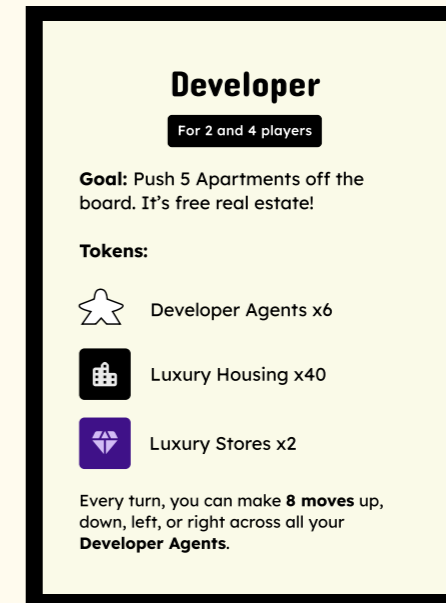 Developer
For 2 and 4 players
Goal: Push 5 Apartments off the
board. It’s free real estate!
Tokens:
Developer Agents x6
Luxury Housing x40
Luxury Stores x2
Every turn, you can make 8 moves up,
down, left, or right across all your
Developer Agents.